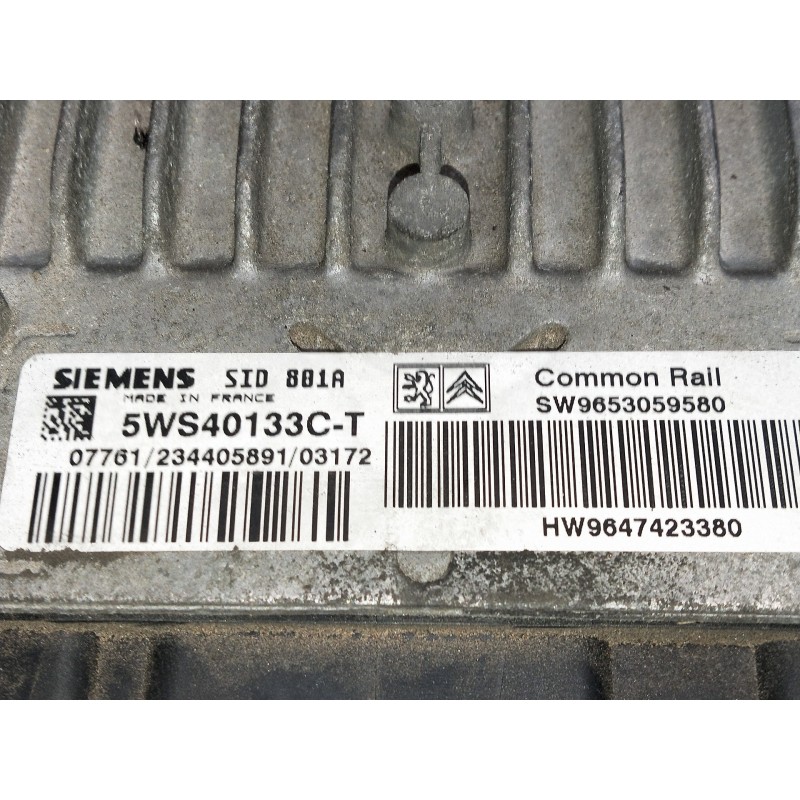 SIEMENS SID 801A
MADE IN FRANCE
5WS40133C-T
07761/234405891/03172
Common Rail
SW9653059580
HW9647423380